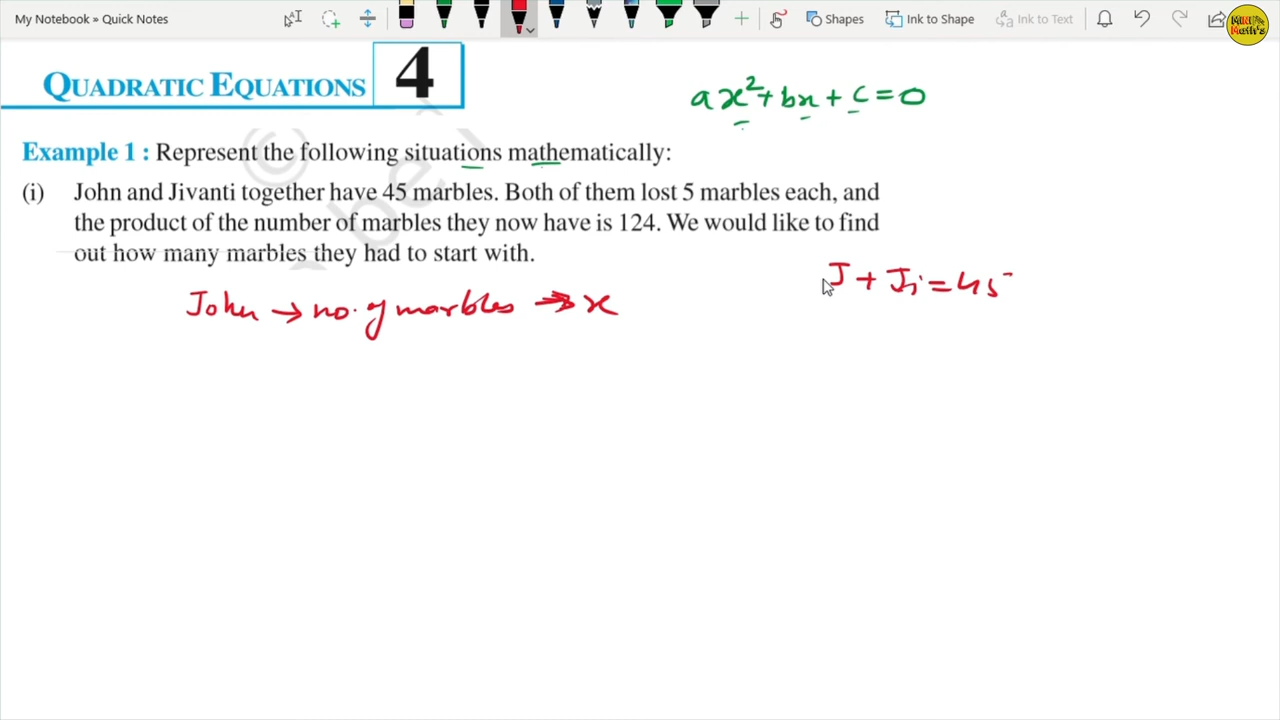 My Notebook » Quick Notes
Shapes
Ink to Shape
Ink to Text
MINI Math's
QUADRATIC EQUATIONS 4
ax²+bx+c=0
Example 1 : Represent the following situations mathematically:
(i) John and Jivanti together have 45 marbles. Both of them lost 5 marbles each, and
the product of the number of marbles they now have is 124. We would like to find
out how many marbles they had to start with.
J + Ji = 45
John → no. of marbles → x